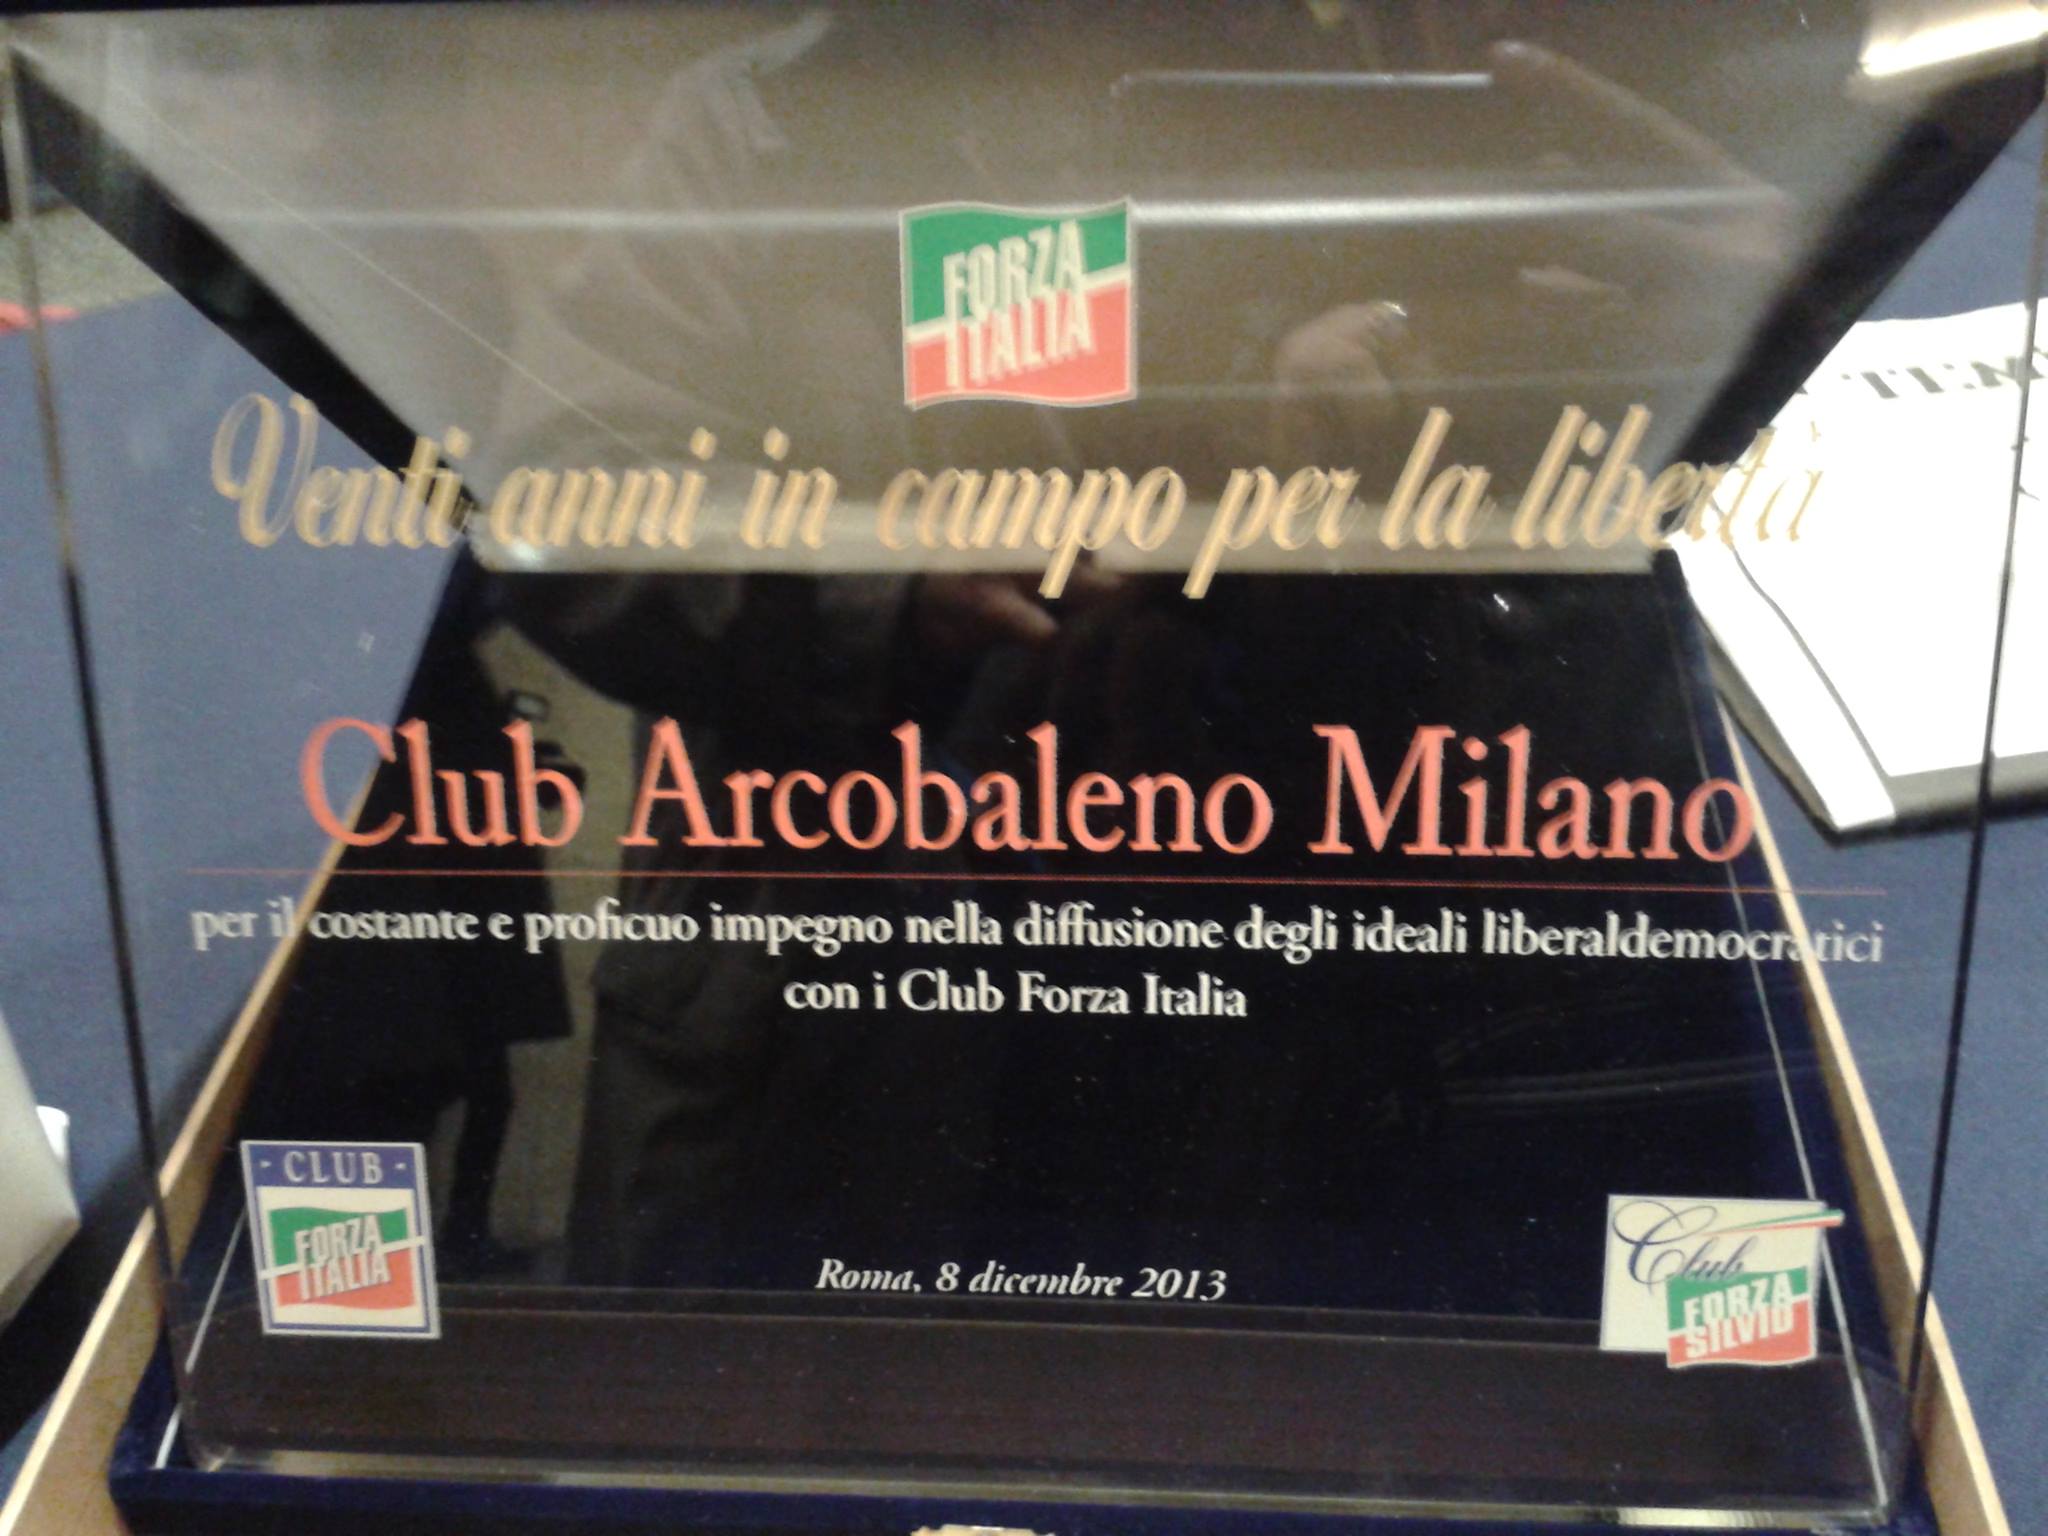 FORZA
ITALIA
Venti anni in campo per la libertà
Club Arcobaleno Milano
per il costante e proficuo impegno nella diffusione degli ideali liberaldemocratici
con i Club Forza Italia
- CLUB -
FORZA
ITALIA
Roma, 8 dicembre 2013
Club
FORZA
SILVIO